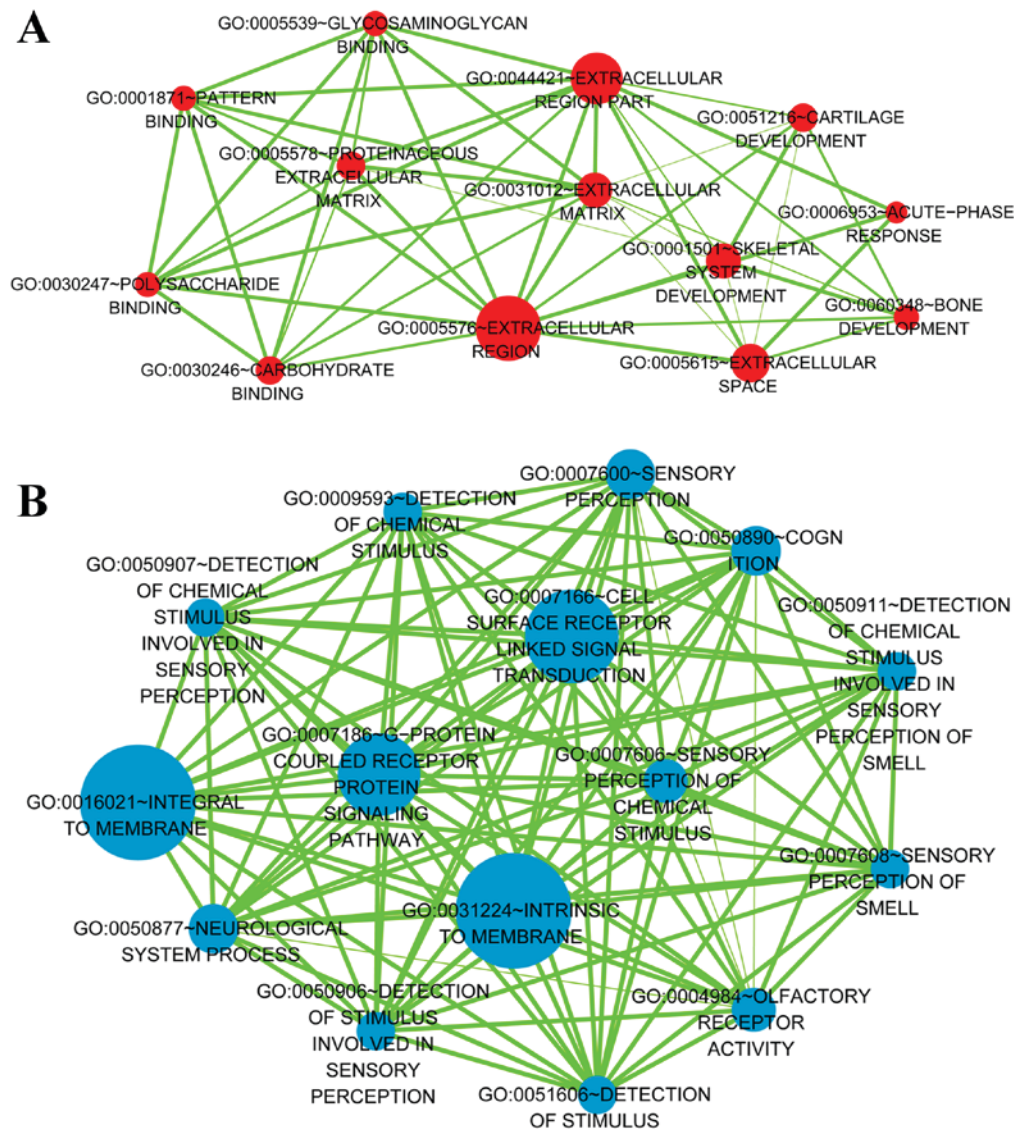 A
GO:0005539~GLYCOSAMINOGLYCAN
BINDING
GO:0044421~EXTRACELLULAR
REGION PART
GO:0001871~PATTERN
BINDING
GO:0051216~CARTILAGE
DEVELOPMENT
GO:0005578~PROTEINACEOUS
EXTRACELLULAR
MATRIX
GO:0031012~EXTRACELLULAR
MATRIX
GO:0006953~ACUTE−PHASE
RESPONSE
GO:0001501~SKELETAL
SYSTEM
DEVELOPMENT
GO:0030247~POLYSACCHARIDE
BINDING
GO:0060348~BONE
DEVELOPMENT
GO:0005576~EXTRACELLULAR
REGION
GO:0030246~CARBOHYDRATE
BINDING
GO:0005615~EXTRACELLULAR
SPACE
B
GO:0007600~SENSORY
PERCEPTION
GO:0009593~DETECTION
OF CHEMICAL
STIMULUS
GO:0050890~COGN
ITION
GO:0050907~DETECTION
OF CHEMICAL
STIMULUS
INVOLVED IN
SENSORY
PERCEPTION
GO:0007166~CELL
SURFACE RECEPTOR
LINKED SIGNAL
TRANSDUCTION
GO:0050911~DETECTION
OF CHEMICAL
STIMULUS
INVOLVED IN
SENSORY
PERCEPTION OF
SMELL
GO:0007186~G−PROTEIN
COUPLED RECEPTOR
PROTEIN
SIGNALING
PATHWAY
GO:0007606~SENSORY
PERCEPTION OF
CHEMICAL
STIMULUS
GO:0016021~INTEGRAL
TO MEMBRANE
GO:0007608~SENSORY
PERCEPTION OF
SMELL
GO:0031224~INTRINSIC
TO MEMBRANE
GO:0050877~NEUROLOGICAL
SYSTEM PROCESS
GO:0050906~DETECTION
OF STIMULUS
INVOLVED IN
SENSORY
PERCEPTION
GO:0004984~OLFACTORY
RECEPTOR
ACTIVITY
GO:0051606~DETECTION
OF STIMULUS